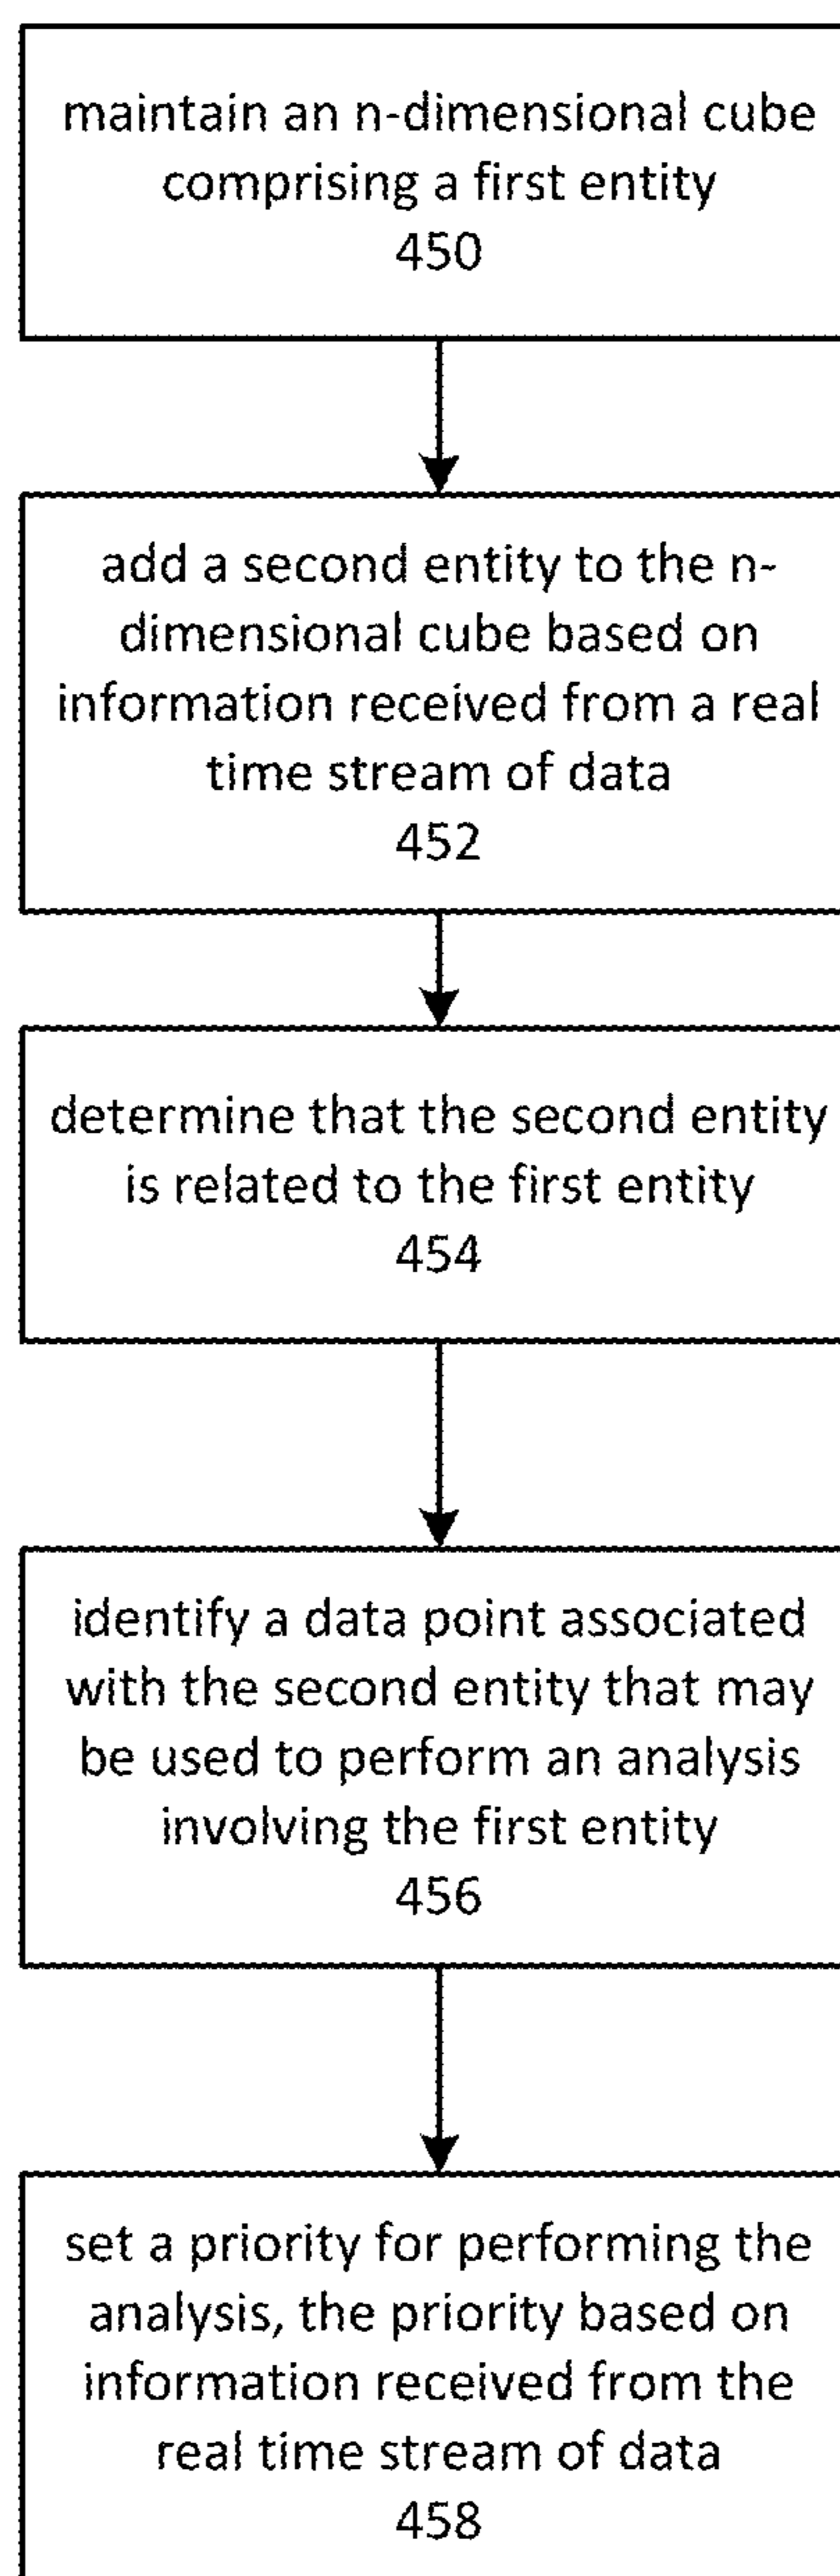 maintain an n-dimensional cube
comprising a first entity
450
add a second entity to the n-
dimensional cube based on
information received from a real
time stream of data
452
determine that the second entity
is related to the first entity
454
identify a data point associated
with the second entity that may
be used to perform an analysis
involving the first entity
456
set a priority for performing the
analysis, the priority based on
information received from the
real time stream of data
458